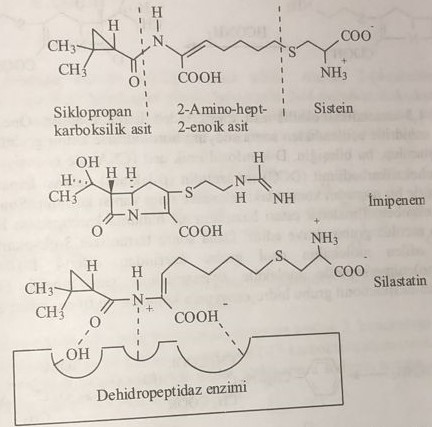 H
H N COO⁻
CH₃ S
CH₃ O COOH NH₃⁺
Siklopropan karboksilik asit
2-Amino-hept-2-enoik asit
Sistein
OH
H H H H
CH₃ S N
N H NH
O COOH
İmipenem
NH₃⁺
H H S COO⁻
CH₃ N⁺
CH₃ O COOH⁻
Silastatin
OH
Dehidropeptidaz enzimi